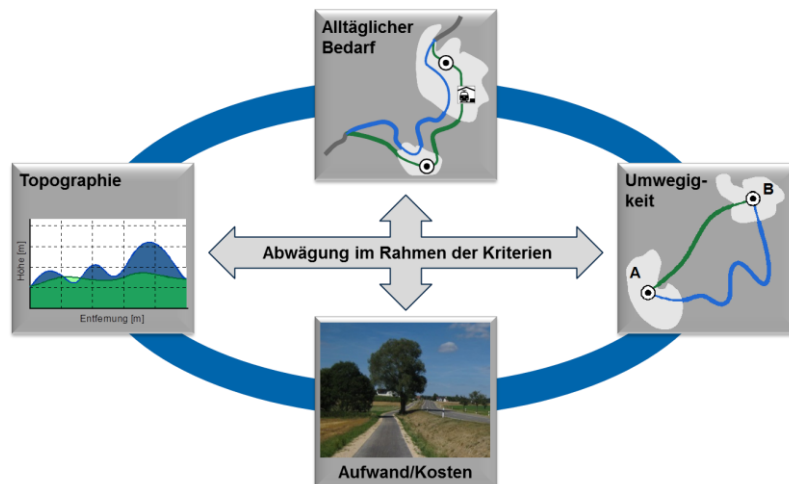 Alltäglicher
Bedarf
Topographie
Höhe [m]
Entfernung [m]
Abwägung im Rahmen der Kriterien
Umwegig-
keit
B
A
Aufwand/Kosten